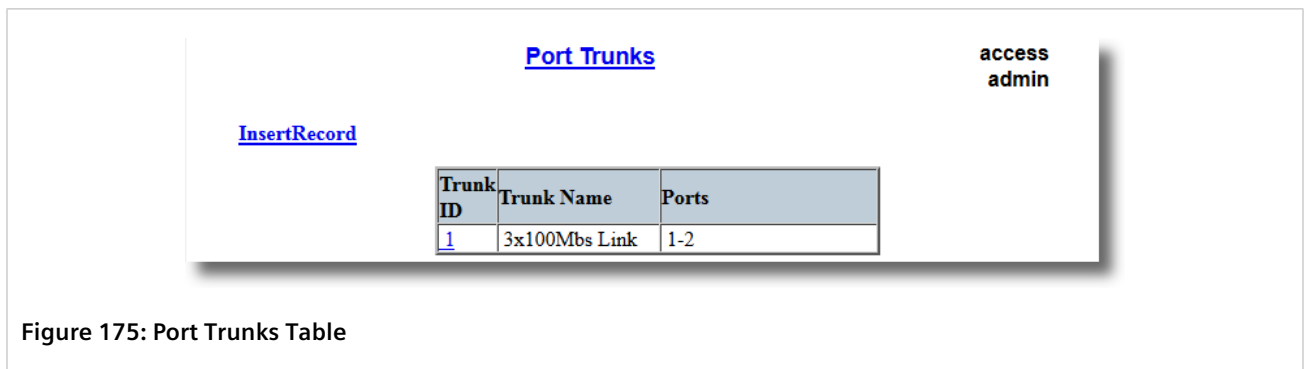 Port Trunks
access
admin
InsertRecord
Trunk ID Trunk Name Ports
1 3x100Mbs Link 1-2
Figure 175: Port Trunks Table